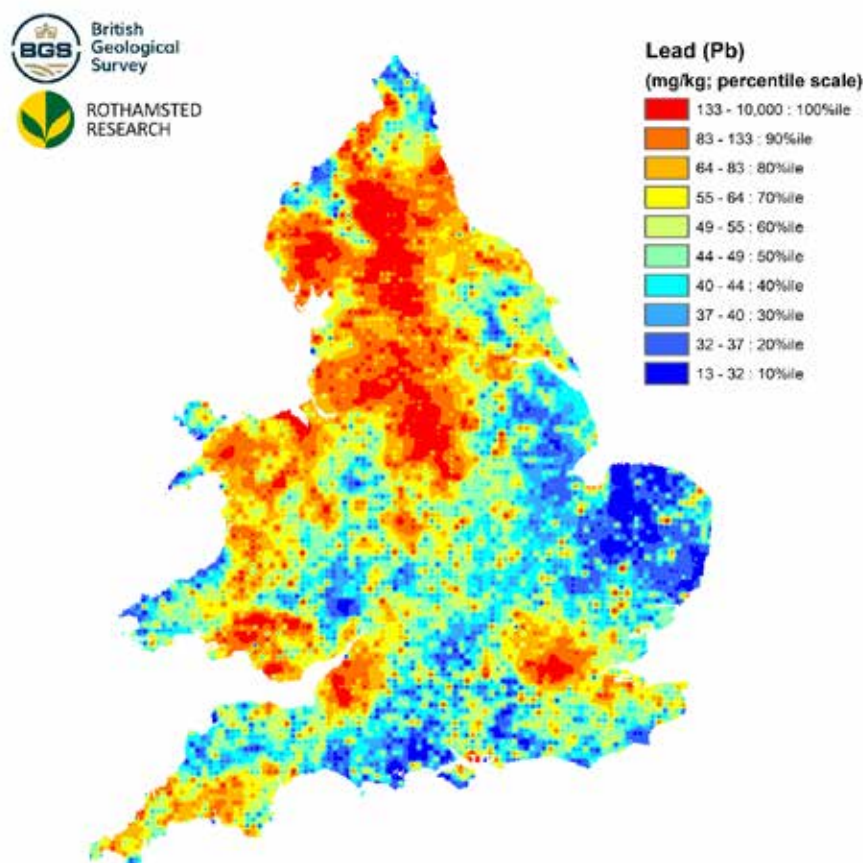 BGS
British
Geological
Survey
ROTHAMSTED
RESEARCH
Lead (Pb)
(mg/kg; percentile scale)
133 - 10,000 : 100%ile
83 - 133 : 90%ile
64 - 83 : 80%ile
55 - 64 : 70%ile
49 - 55 : 60%ile
44 - 49 : 50%ile
40 - 44 : 40%ile
37 - 40 : 30%ile
32 - 37 : 20%ile
13 - 32 : 10%ile